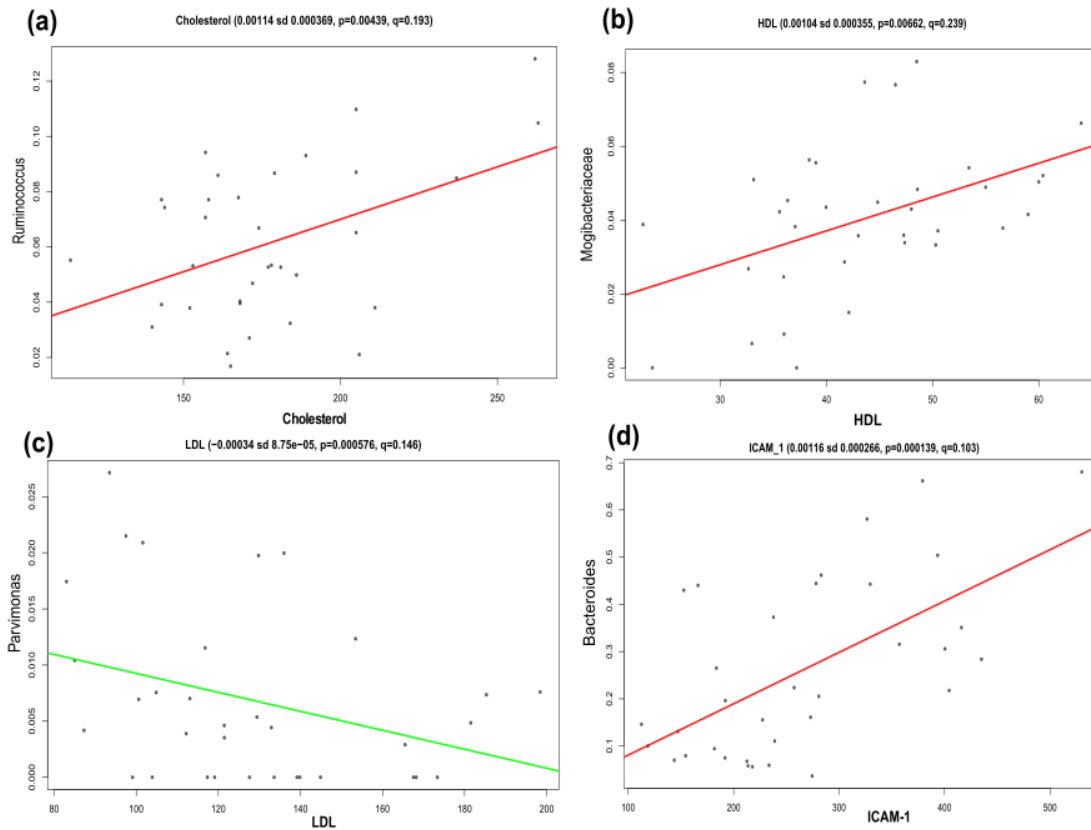 (a)
Cholesterol (0.00114 sd 0.000369, p=0.00439, q=0.193)
Ruminococcus
0.12
0.10
0.08
0.06
0.04
0.02
150 200 250
Cholesterol
(b)
HDL (0.00104 sd 0.000355, p=0.00662, q=0.239)
Mogibacteriaceae
0.08
0.06
0.04
0.02
0.00
30 40 50 60
HDL
(c)
LDL (−0.00034 sd 8.75e−05, p=0.000576, q=0.146)
Parvimonas
0.025
0.020
0.015
0.010
0.005
0.000
80 100 120 140 160 180 200
LDL
(d)
ICAM_1 (0.00116 sd 0.000266, p=0.000139, q=0.103)
Bacteroides
0.7
0.6
0.5
0.4
0.3
0.2
0.1
100 200 300 400 500
ICAM-1